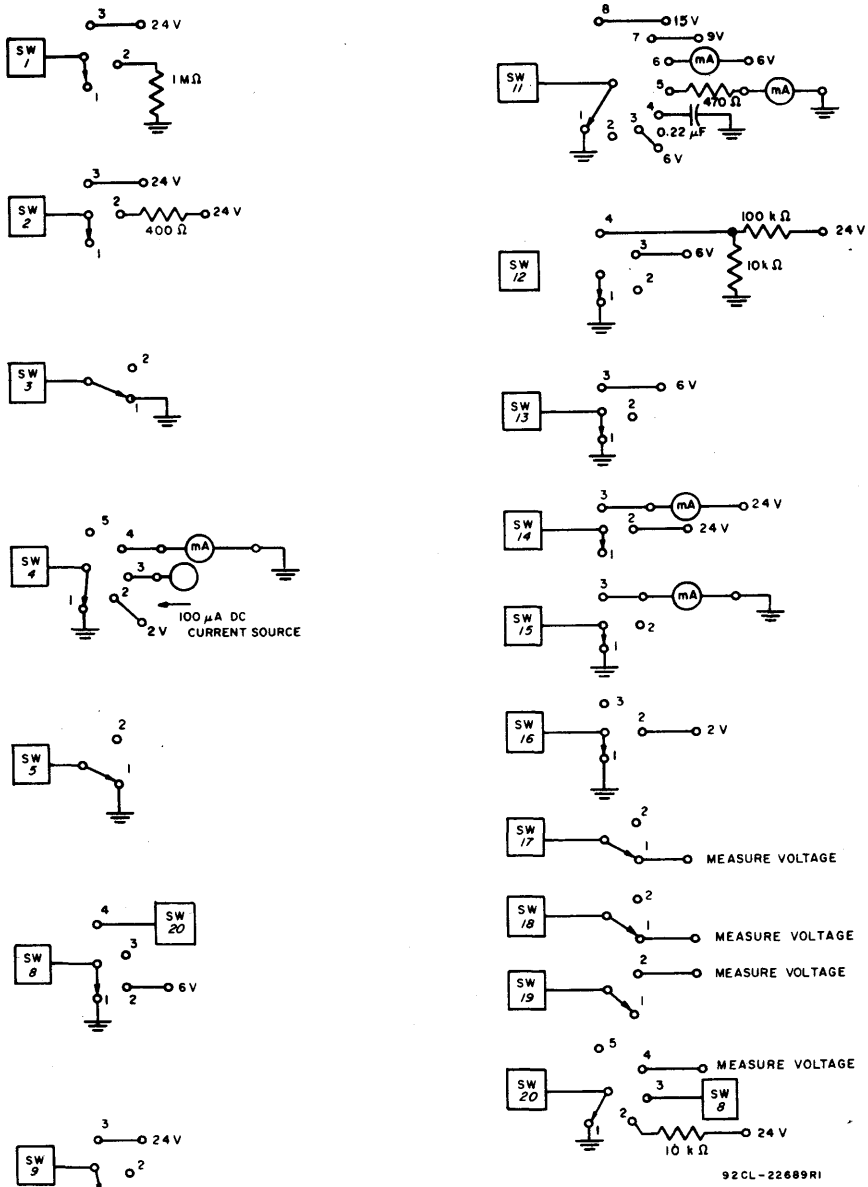 3 24V
SW 1
2
1 MΩ
1
3 24 V
SW 2
2 24 V
400 Ω
1
SW 3
2
1
5
4 mA
SW 4
3
2
1
100 μA DC
2 V CURRENT SOURCE
2
SW 5
1
4 SW 20
3
SW 8
1 2 6 V
3 24 V
SW 9
2
8 15 V
7 9V
6 mA 6V
SW 11
5 mA
470 Ω
4
1 2 3 0.22 μF
6 V
4 100 kΩ 24 V
3 6 V
10 kΩ
SW 12
2
1
3 6 V
SW 13
2
1
3 mA 24 V
SW 14
2 24 V
1
3 mA
SW 15
2
1
3
SW 16
2 2 V
1
2
SW 17
1 MEASURE VOLTAGE
2
SW 18
1 MEASURE VOLTAGE
2 MEASURE VOLTAGE
SW 19
1
5
4 MEASURE VOLTAGE
SW 20
3 SW 8
2 24 V
1 10 kΩ
92CL-22689R1